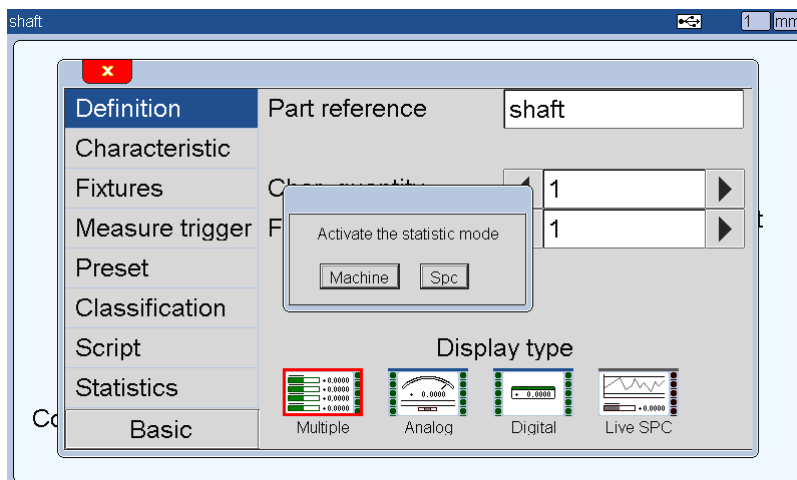 shaft
1 mm
x
Definition
Part reference
shaft
Characteristic
Fixtures
1
Measure trigger
F
1
Activate the statistic mode
Machine
Spc
Preset
Classification
Script
Display type
Statistics
+0.0000
+0.0000
+0.0000
+0.0000
+ 0.0000
+ 0.0000
+0.0000
Basic
Multiple
Analog
Digital
Live SPC